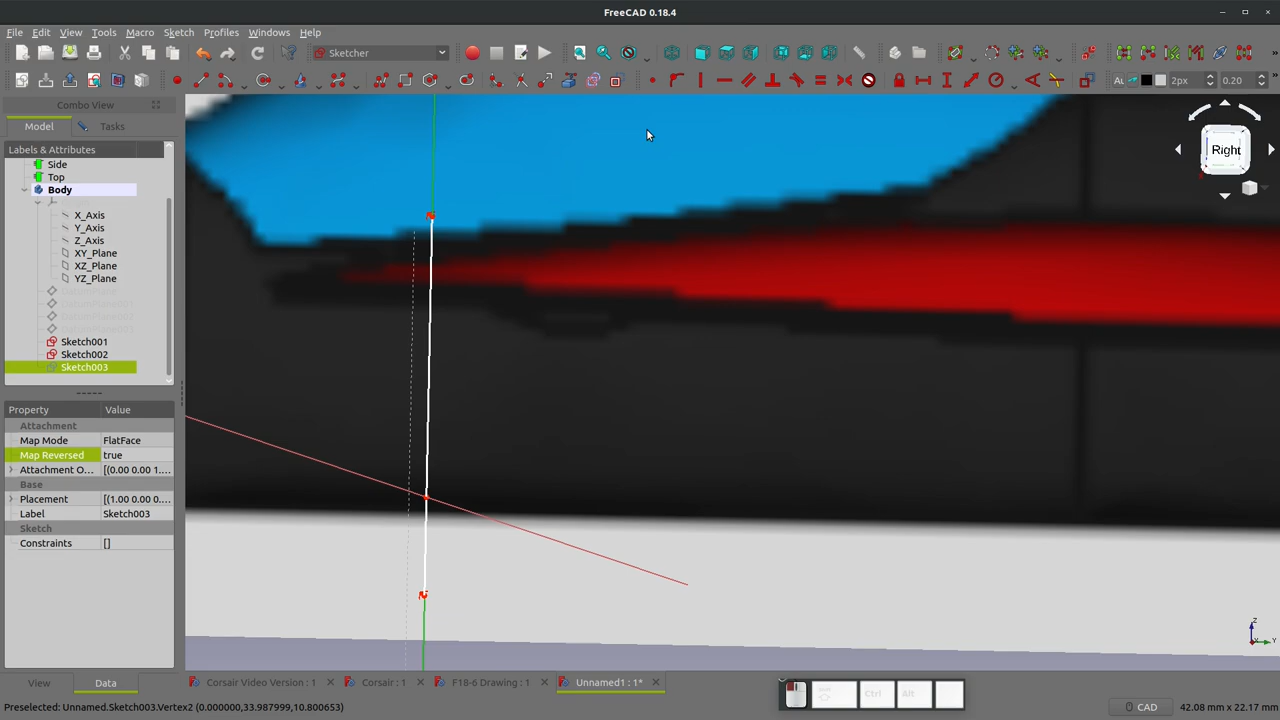 FreeCAD 0.18.4
File Edit View Tools Macro Sketch Profiles Windows Help
Sketcher
2px 0.20
Combo View
Model Tasks
Labels & Attributes
Side
Top
Body
X_Axis
Y_Axis
Z_Axis
XY_Plane
XZ_Plane
YZ_Plane
Sketch001
Sketch002
Sketch003
Property Value
Attachment
Map Mode FlatFace
Map Reversed true
Attachment O... [(0.00 0.00 1....
Base
Placement [(1.00 0.00 0....
Label Sketch003
Sketch
Constraints []
Right
Z
Y
View Data
Corsair Video Version : 1 Corsair : 1 F18-6 Drawing : 1 Unnamed1 : 1*
Ctrl Alt
Preselected: Unnamed.Sketch003.Vertex2 (0.000000,33.987999,10.800653)
CAD 42.08 mm x 22.17 mm